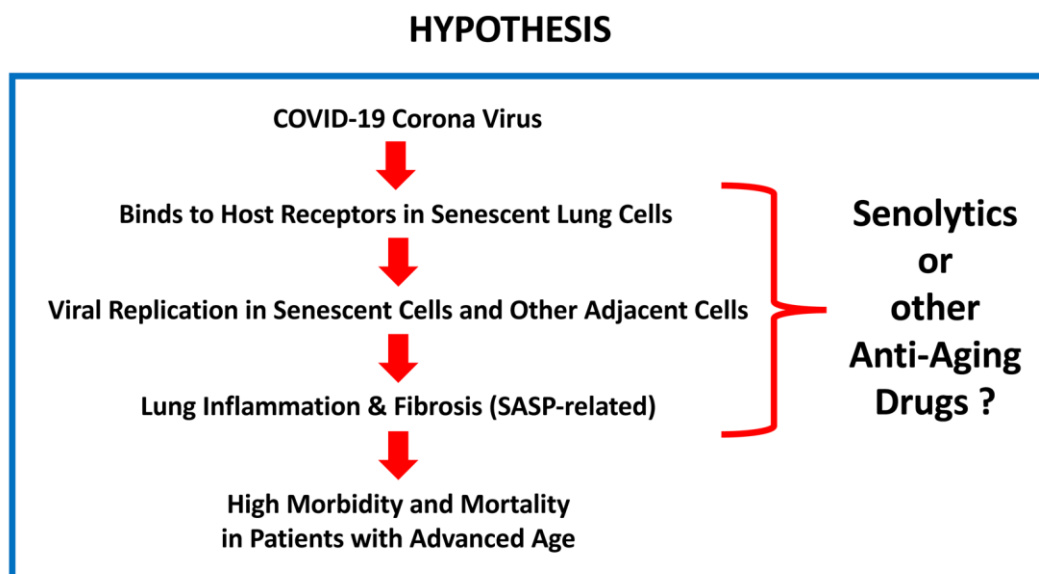 HYPOTHESIS
COVID-19 Corona Virus
Binds to Host Receptors in Senescent Lung Cells
Viral Replication in Senescent Cells and Other Adjacent Cells
Lung Inflammation & Fibrosis (SASP-related)
High Morbidity and Mortality
in Patients with Advanced Age
Senolytics
or
other
Anti-Aging
Drugs ?